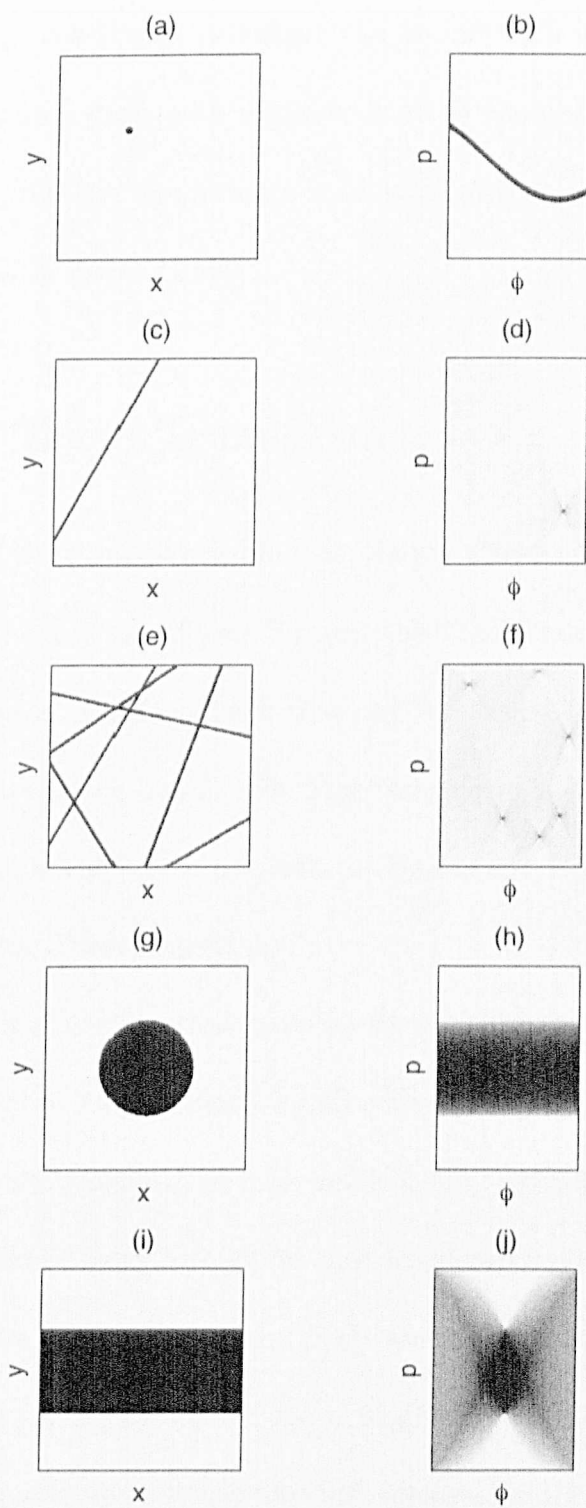 (a) (b)
y p
x ϕ
(c) (d)
y p
x ϕ
(e) (f)
y p
x ϕ
(g) (h)
y p
x ϕ
(i) (j)
y p
x ϕ